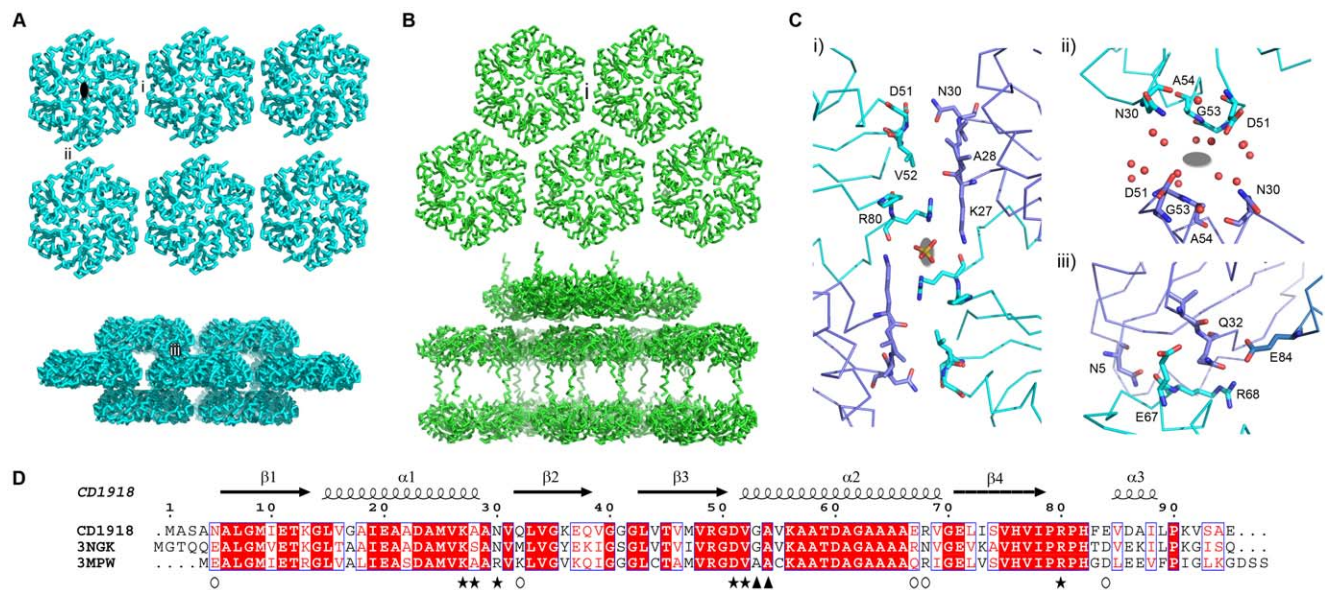 A
i
ii
iii
B
i
C
i)
D51
N30
V52
A28
R80
K27
ii)
A54
N30
G53
D51
D51
G53
A54
N30
iii)
Q32
N5
E84
E67
R68
D
β1 α1 β2 β3 α2 β4 α3
CD1918
1 10 20 30 40 50 60 70 80 90
CD1918 .MASANALGMIETKGLVGAIEAADAMVKAANVQLVGKEQVGGGLVTVMVRGDVGAVKAATDAGAAAAERVGELISVHVIPRPHFEVDAILPKVSAE...
3NGK MGTQQEALGMVETKGLTAAIEAADAMVKSANVMLVGYEKIGSGLVTVIVRGDVGAVKAATDAGAAAARNVGEVKAVHVIPRPHTDVEKILPKGISQ...
3MPW ....MEALGMIETRGLVALIEASDAMVKAARVKLVGVKQIGGGLCTAMVRGDVAACKAATDAGAAAAQRIGELVSVHVIPRPHGDLEEVFPIGLKGDSS